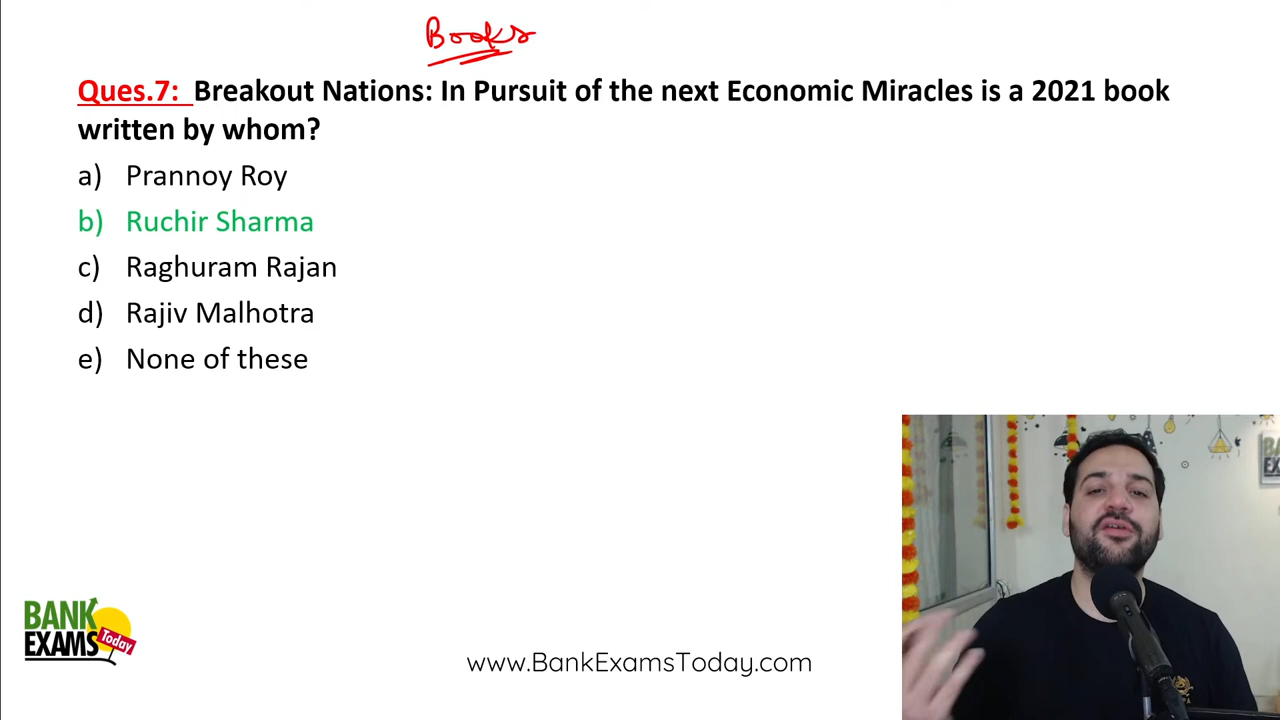 Books
Ques.7: Breakout Nations: In Pursuit of the next Economic Miracles is a 2021 book
written by whom?
a) Prannoy Roy
b) Ruchir Sharma
c) Raghuram Rajan
d) Rajiv Malhotra
e) None of these
BANK
EXAMS
Today
www.BankExamsToday.com